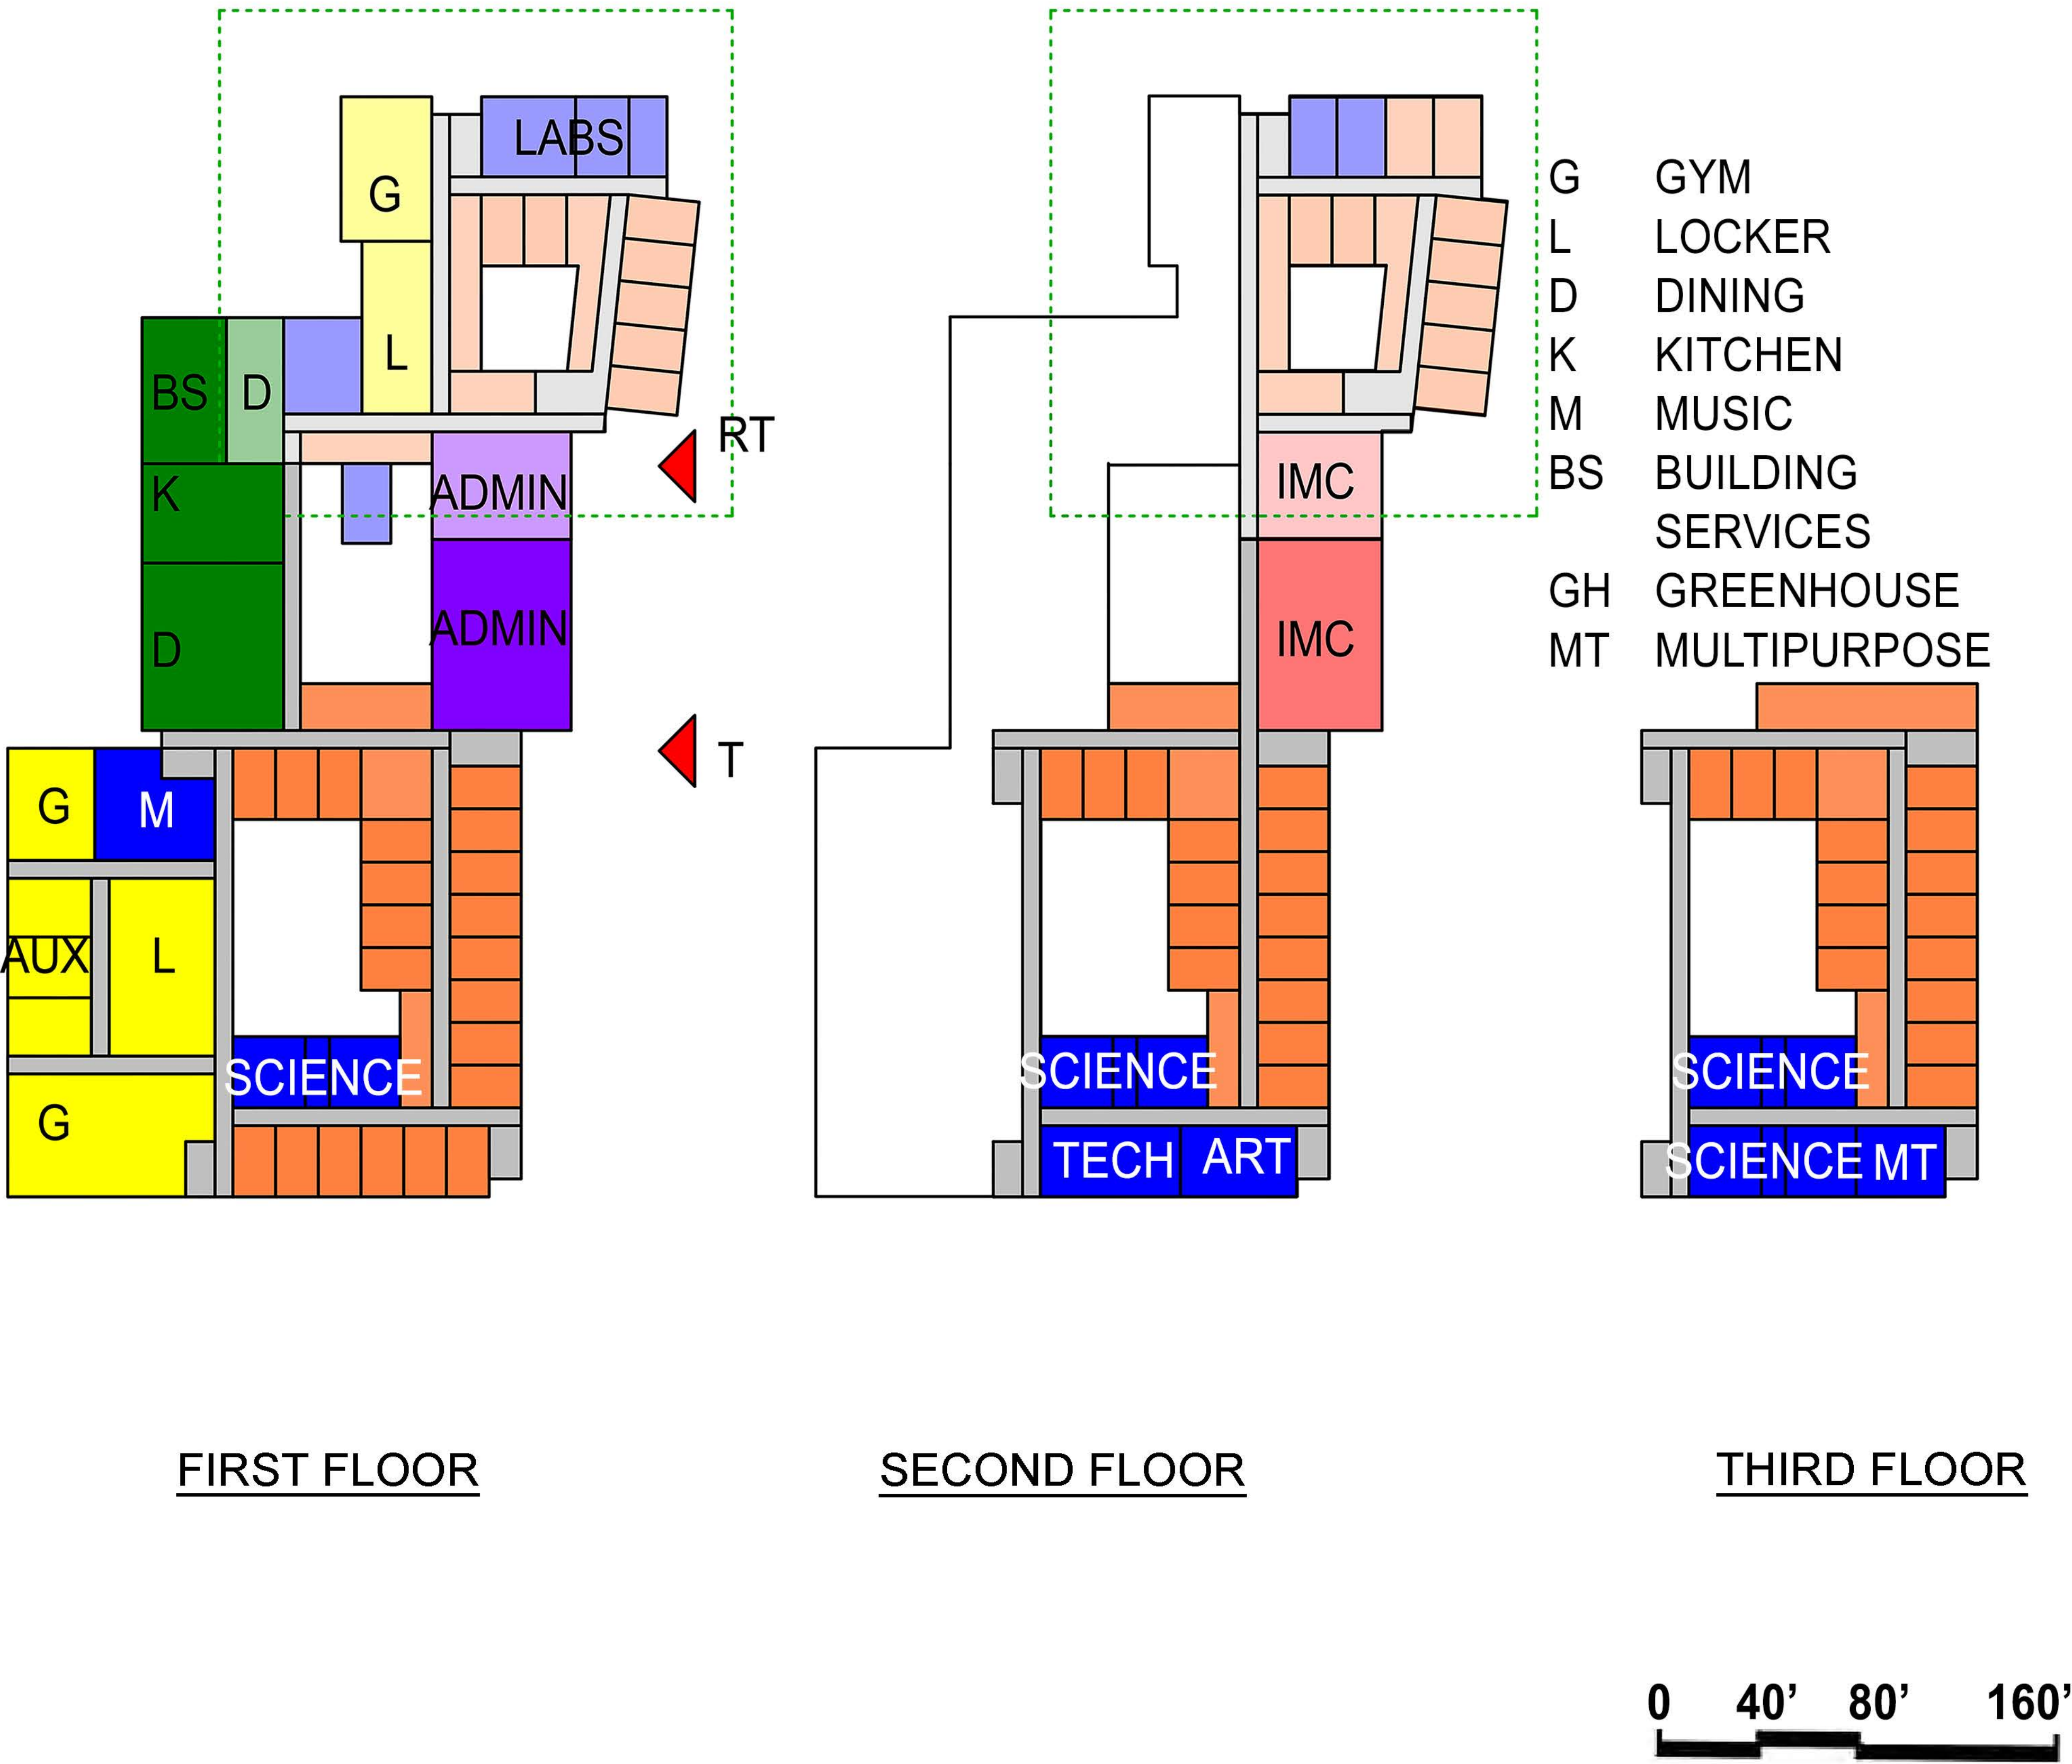 LABS
G
L
BS
D
RT
K
ADMIN
ADMIN
D
T
G
M
AUX
L
SCIENCE
G
IMC
IMC
SCIENCE
TECH
ART
G GYM
L LOCKER
D DINING
K KITCHEN
M MUSIC
BS BUILDING
SERVICES
GH GREENHOUSE
MT MULTIPURPOSE
SCIENCE
SCIENCE
MT
FIRST FLOOR
SECOND FLOOR
THIRD FLOOR
0 40’ 80’ 160’